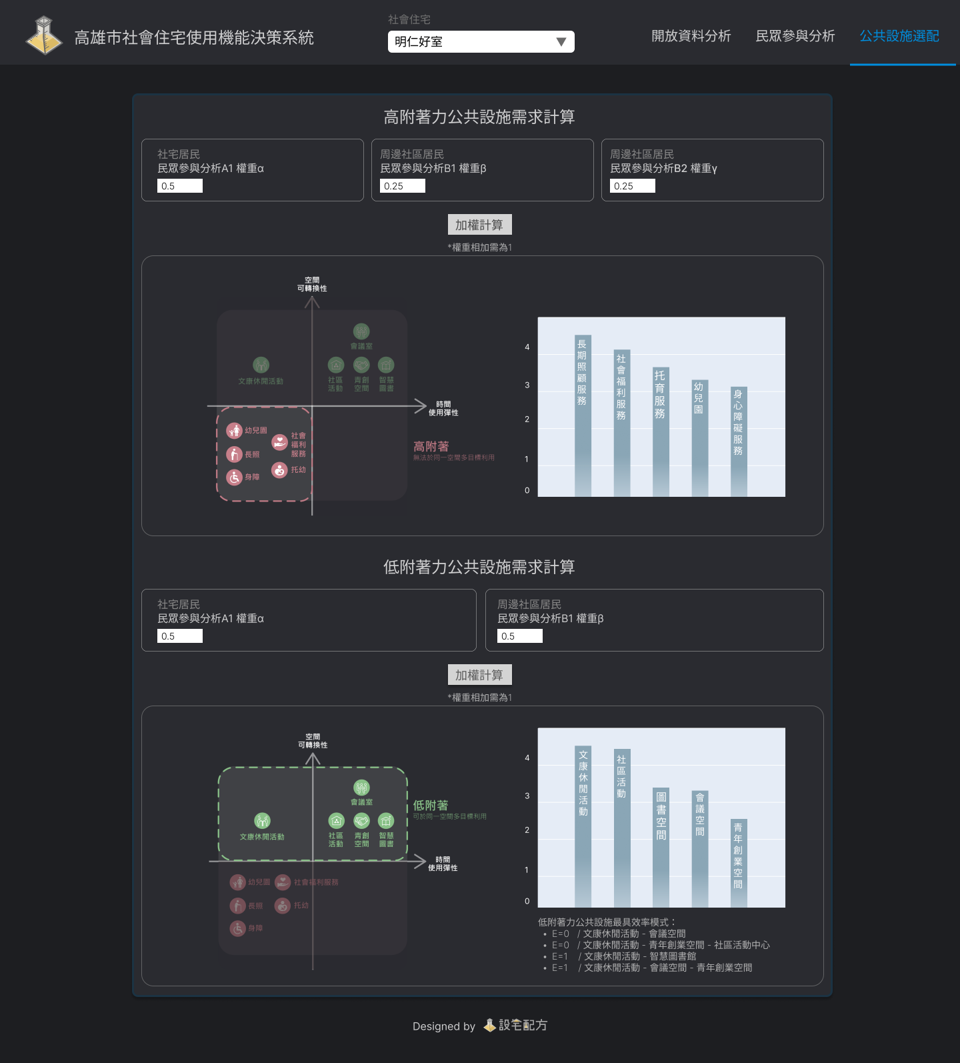 社會住宅
高雄市社會住宅使用機能決策系統
明仁好室
開放資料分析 民眾參與分析 公共設施選配
高附著力公共設施需求計算
社宅居民
民眾參與分析A1 權重α
0.5
周邊社區居民
民眾參與分析B1 權重β
0.25
周邊社區居民
民眾參與分析B2 權重γ
0.25
加權計算
*權重相加需為1
空間
可轉換性
會議室
文康休閒活動
社區
活動
青創
空間
智慧
圖書
時間
使用彈性
幼兒園
社會
福利
服務
長照
托幼
身障
高附著
無法於同一空間多目標利用
4
3
2
1
0
長期照顧服務
社會福利服務
托育服務
幼兒園
身心障礙服務
低附著力公共設施需求計算
社宅居民
民眾參與分析A1 權重α
0.5
周邊社區居民
民眾參與分析B1 權重β
0.5
加權計算
*權重相加需為1
空間
可轉換性
會議室
文康休閒活動
社區
活動
青創
空間
智慧
圖書
低附著
可於同一空間多目標利用
時間
使用彈性
幼兒園
社會福利服務
長照
托幼
身障
4
3
2
1
0
文康休閒活動
社區活動
圖書空間
會議空間
青年創業空間
低附著力公共設施最具效率模式：
• E=0 / 文康休閒活動 - 會議空間
• E=0 / 文康休閒活動 - 青年創業空間 - 社區活動中心
• E=1 / 文康休閒活動 - 智慧圖書館
• E=1 / 文康休閒活動 - 會議空間 - 青年創業空間
Designed by 設宅配方